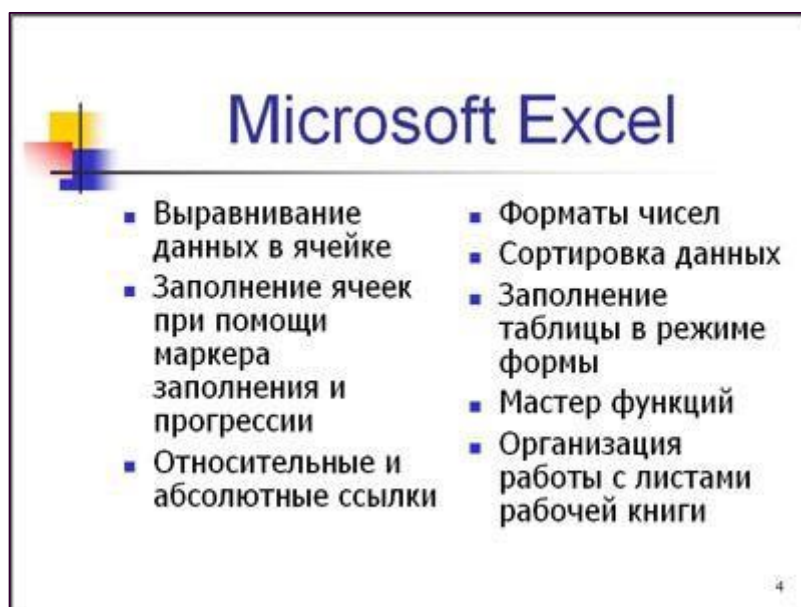 Microsoft Excel
Выравнивание
данных в ячейке
Заполнение ячеек
при помощи
маркера
заполнения и
прогрессии
Относительные и
абсолютные ссылки
Форматы чисел
Сортировка данных
Заполнение
таблицы в режиме
формы
Мастер функций
Организация
работы с листами
рабочей книги
4